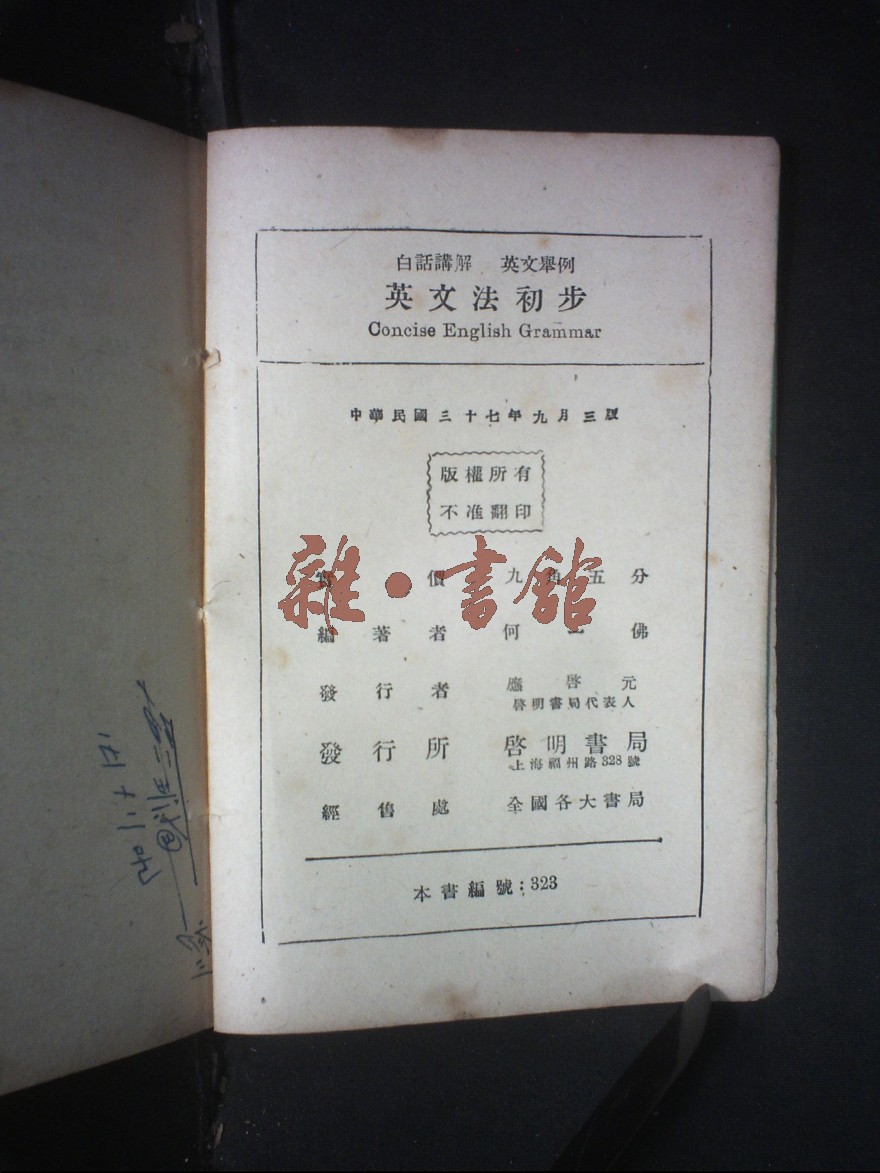 白話講解 英文舉例
英文法初步
Concise English Grammar
中華民國三十七年九月三版
版權所有
不准翻印
實價 九角五分
雜·書館
編著者 何一佛
發行者 應啓元
啓明書局代表人
發行所 啓明書局
上海福州路328號
經售處 全國各大書局
本書編號:323